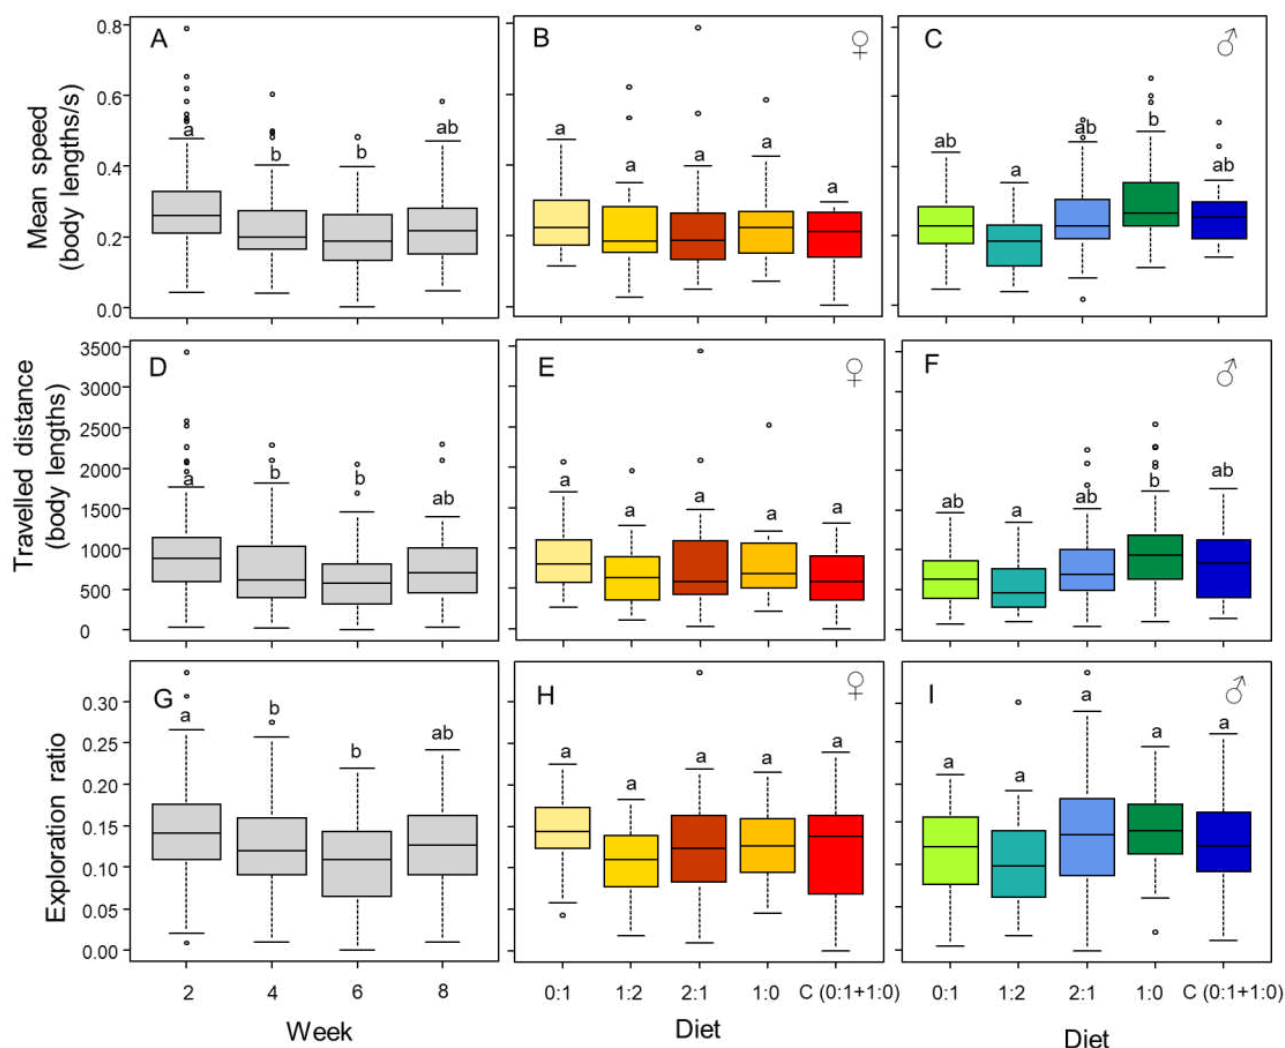 Mean speed
(body lengths/s)
0.8
0.6
0.4
0.2
0.0
A
a
b
b
ab
B
♀
a
a
a
a
a
C
♂
ab
a
ab
b
ab
Travelled distance
(body lengths)
3500
3000
2500
2000
1500
1000
500
0
D
a
b
b
ab
E
♀
a
a
a
a
a
F
♂
ab
a
ab
b
ab
Exploration ratio
0.30
0.25
0.20
0.15
0.10
0.05
0.00
G
a
b
b
ab
H
♀
a
a
a
a
a
I
♂
a
a
a
a
a
2 4 6 8
Week
0:1 1:2 2:1 1:0 C (0:1+1:0)
Diet
0:1 1:2 2:1 1:0 C (0:1+1:0)
Diet